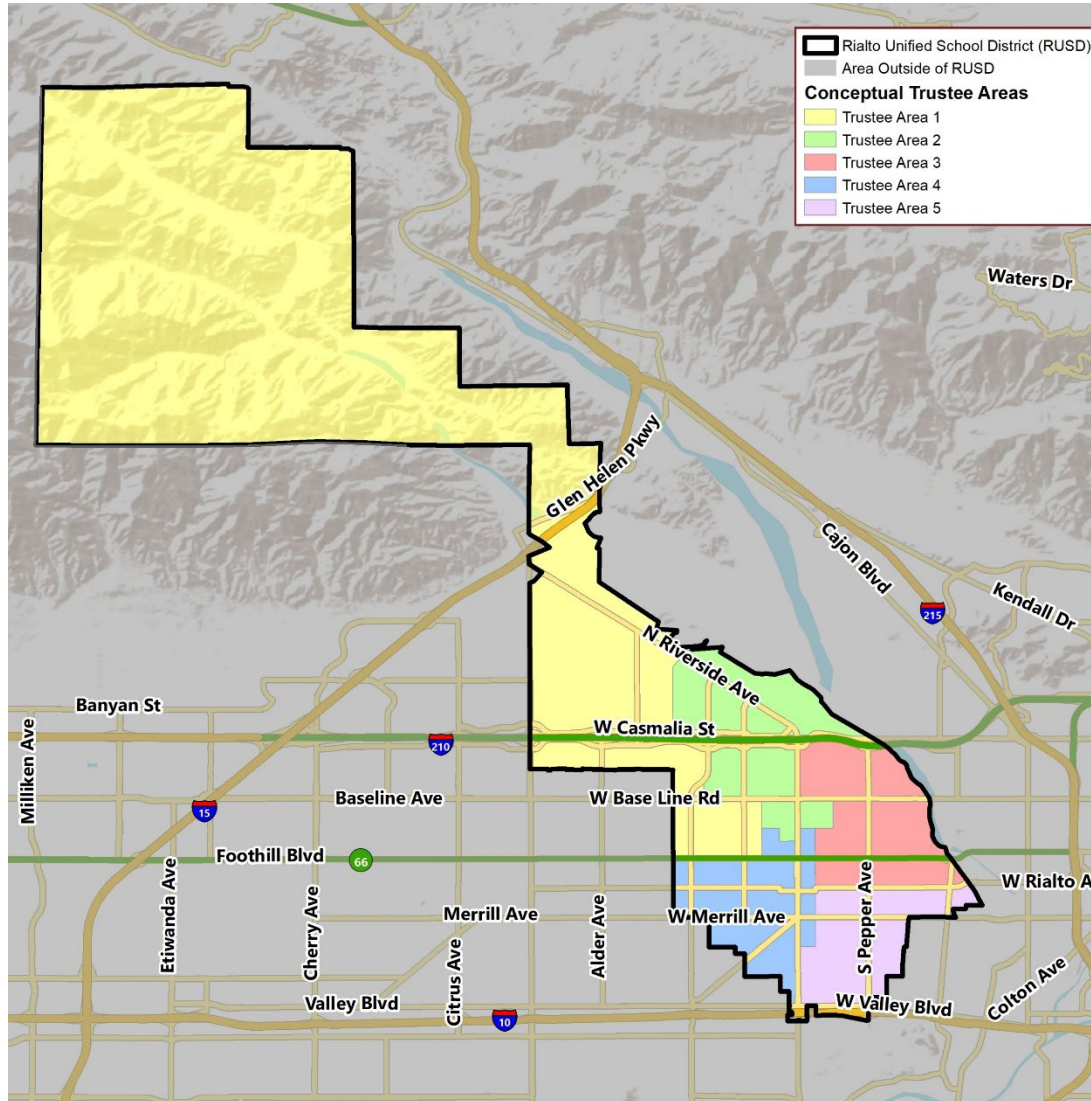 Rialto Unified School District (RUSD)
Area Outside of RUSD
Conceptual Trustee Areas
Trustee Area 1
Trustee Area 2
Trustee Area 3
Trustee Area 4
Trustee Area 5
Waters Dr
Glen Helen Pkwy
Cajon Blvd
Kendall Dr
215
N Riverside Ave
Banyan St
W Casmalia St
210
Milliken Ave
15
Baseline Ave
W Base Line Rd
Foothill Blvd
66
Etiwanda Ave
Cherry Ave
Citrus Ave
Merrill Ave
Alder Ave
W Merrill Ave
S Pepper Ave
W Rialto A
Valley Blvd
W Valley Blvd
Colton Ave
10